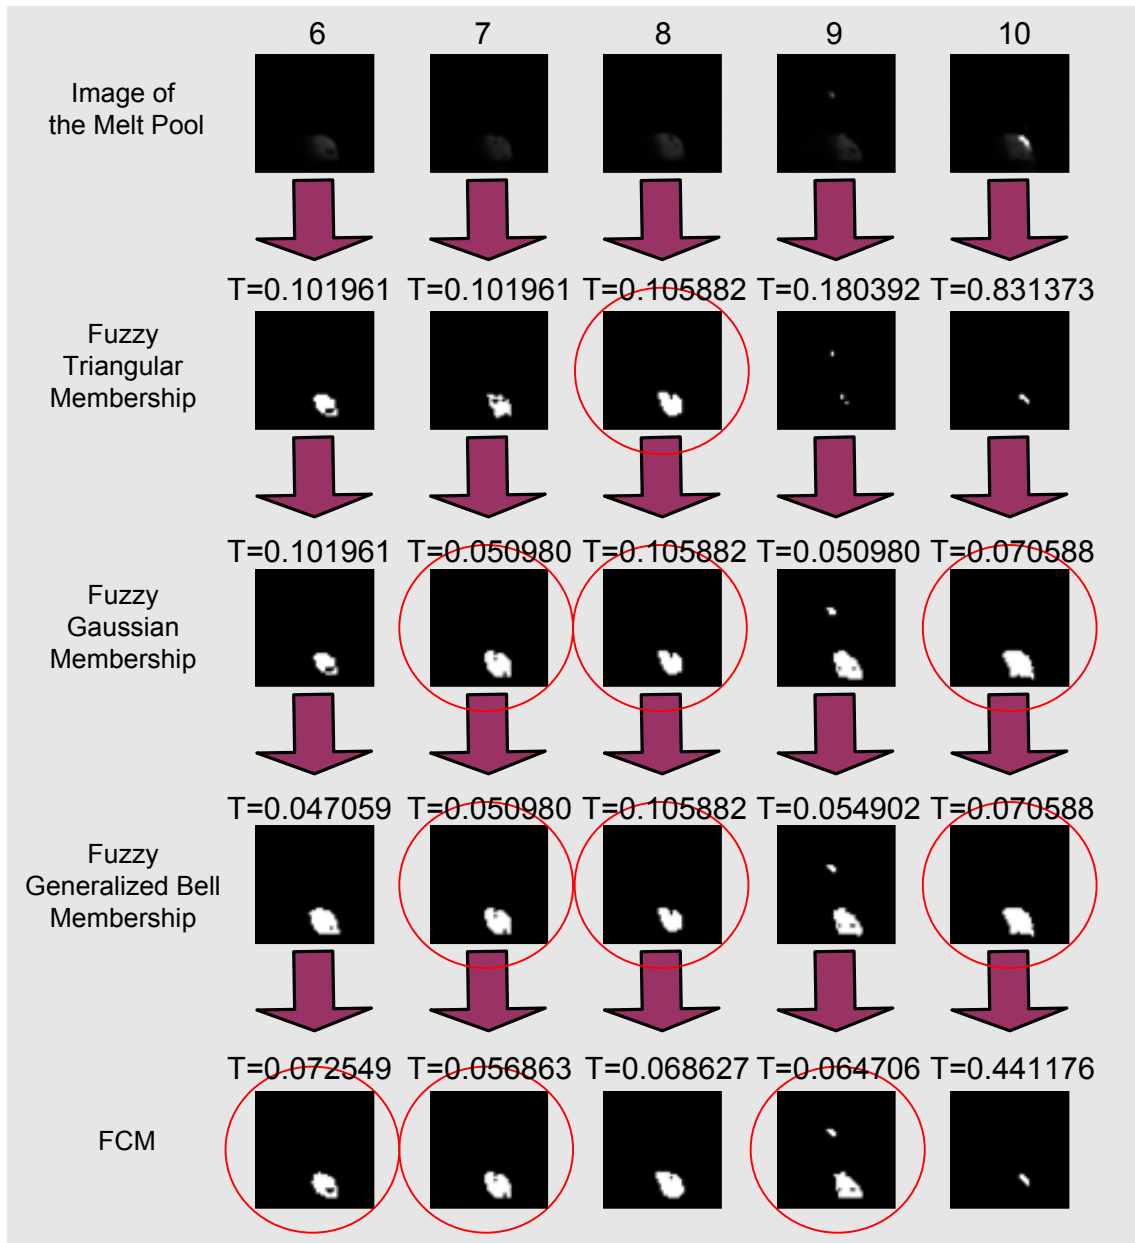 6 7 8 9 10
Image of
the Melt Pool
T=0.101961 T=0.101961 T=0.105882 T=0.180392 T=0.831373
Fuzzy
Triangular
Membership
T=0.101961 T=0.050980 T=0.105882 T=0.050980 T=0.070588
Fuzzy
Gaussian
Membership
T=0.047059 T=0.050980 T=0.105882 T=0.054902 T=0.070588
Fuzzy
Generalized Bell
Membership
T=0.072549 T=0.056863 T=0.068627 T=0.064706 T=0.441176
FCM